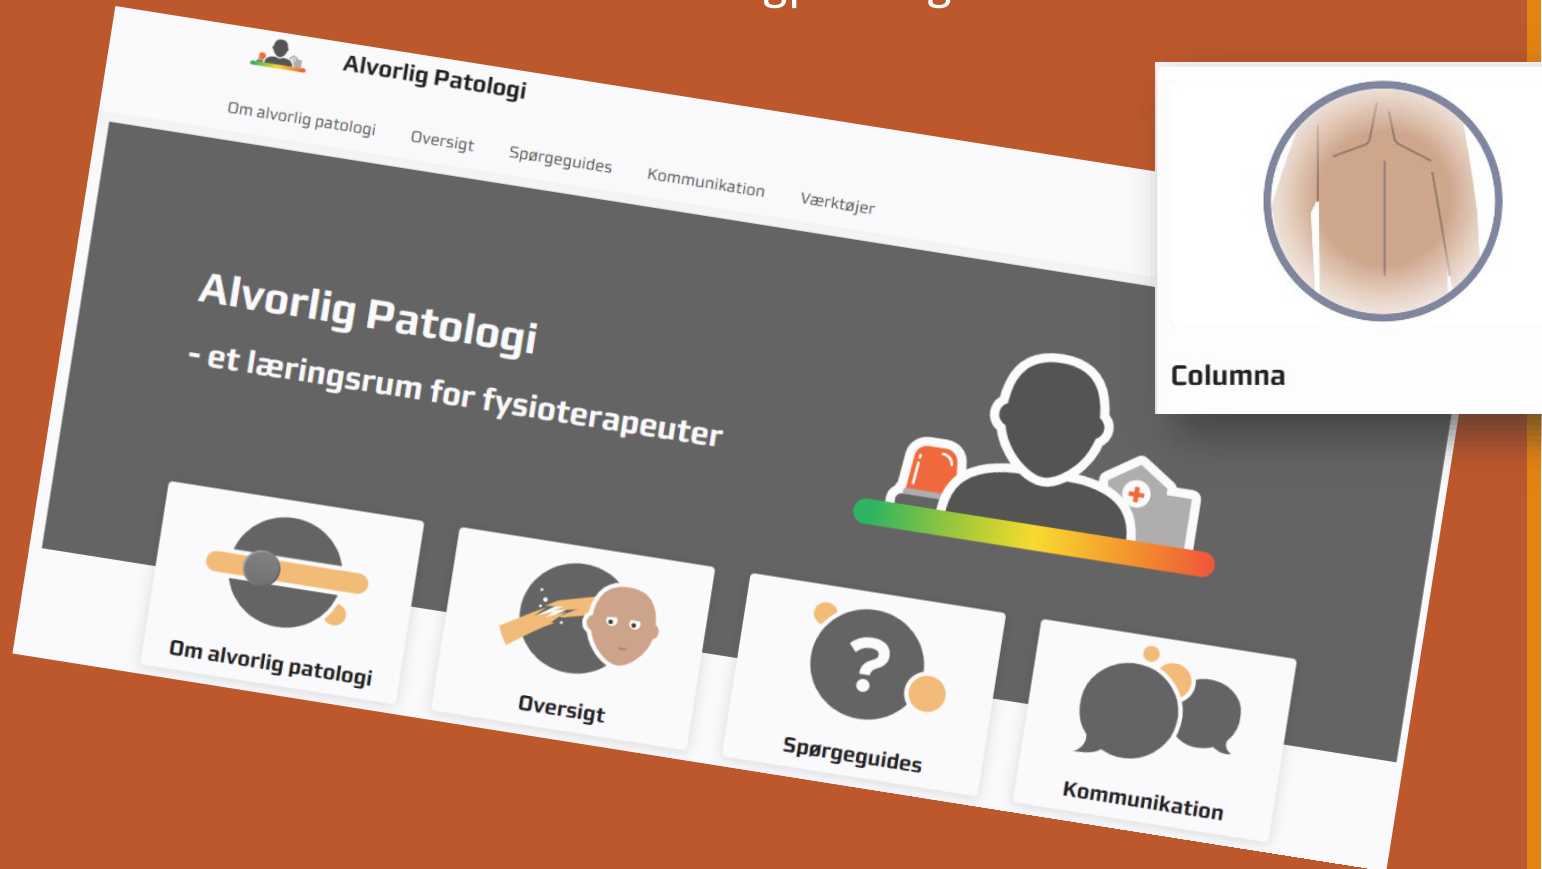 Alvorlig Patologi
Om alvorlig patologi
Oversigt
Spørgeguides
Kommunikation
Værktøjer
Alvorlig Patologi
- et læringsrum for fysioterapeuter
Columna
Om alvorlig patologi
Oversigt
?
Spørgeguides
Kommunikation